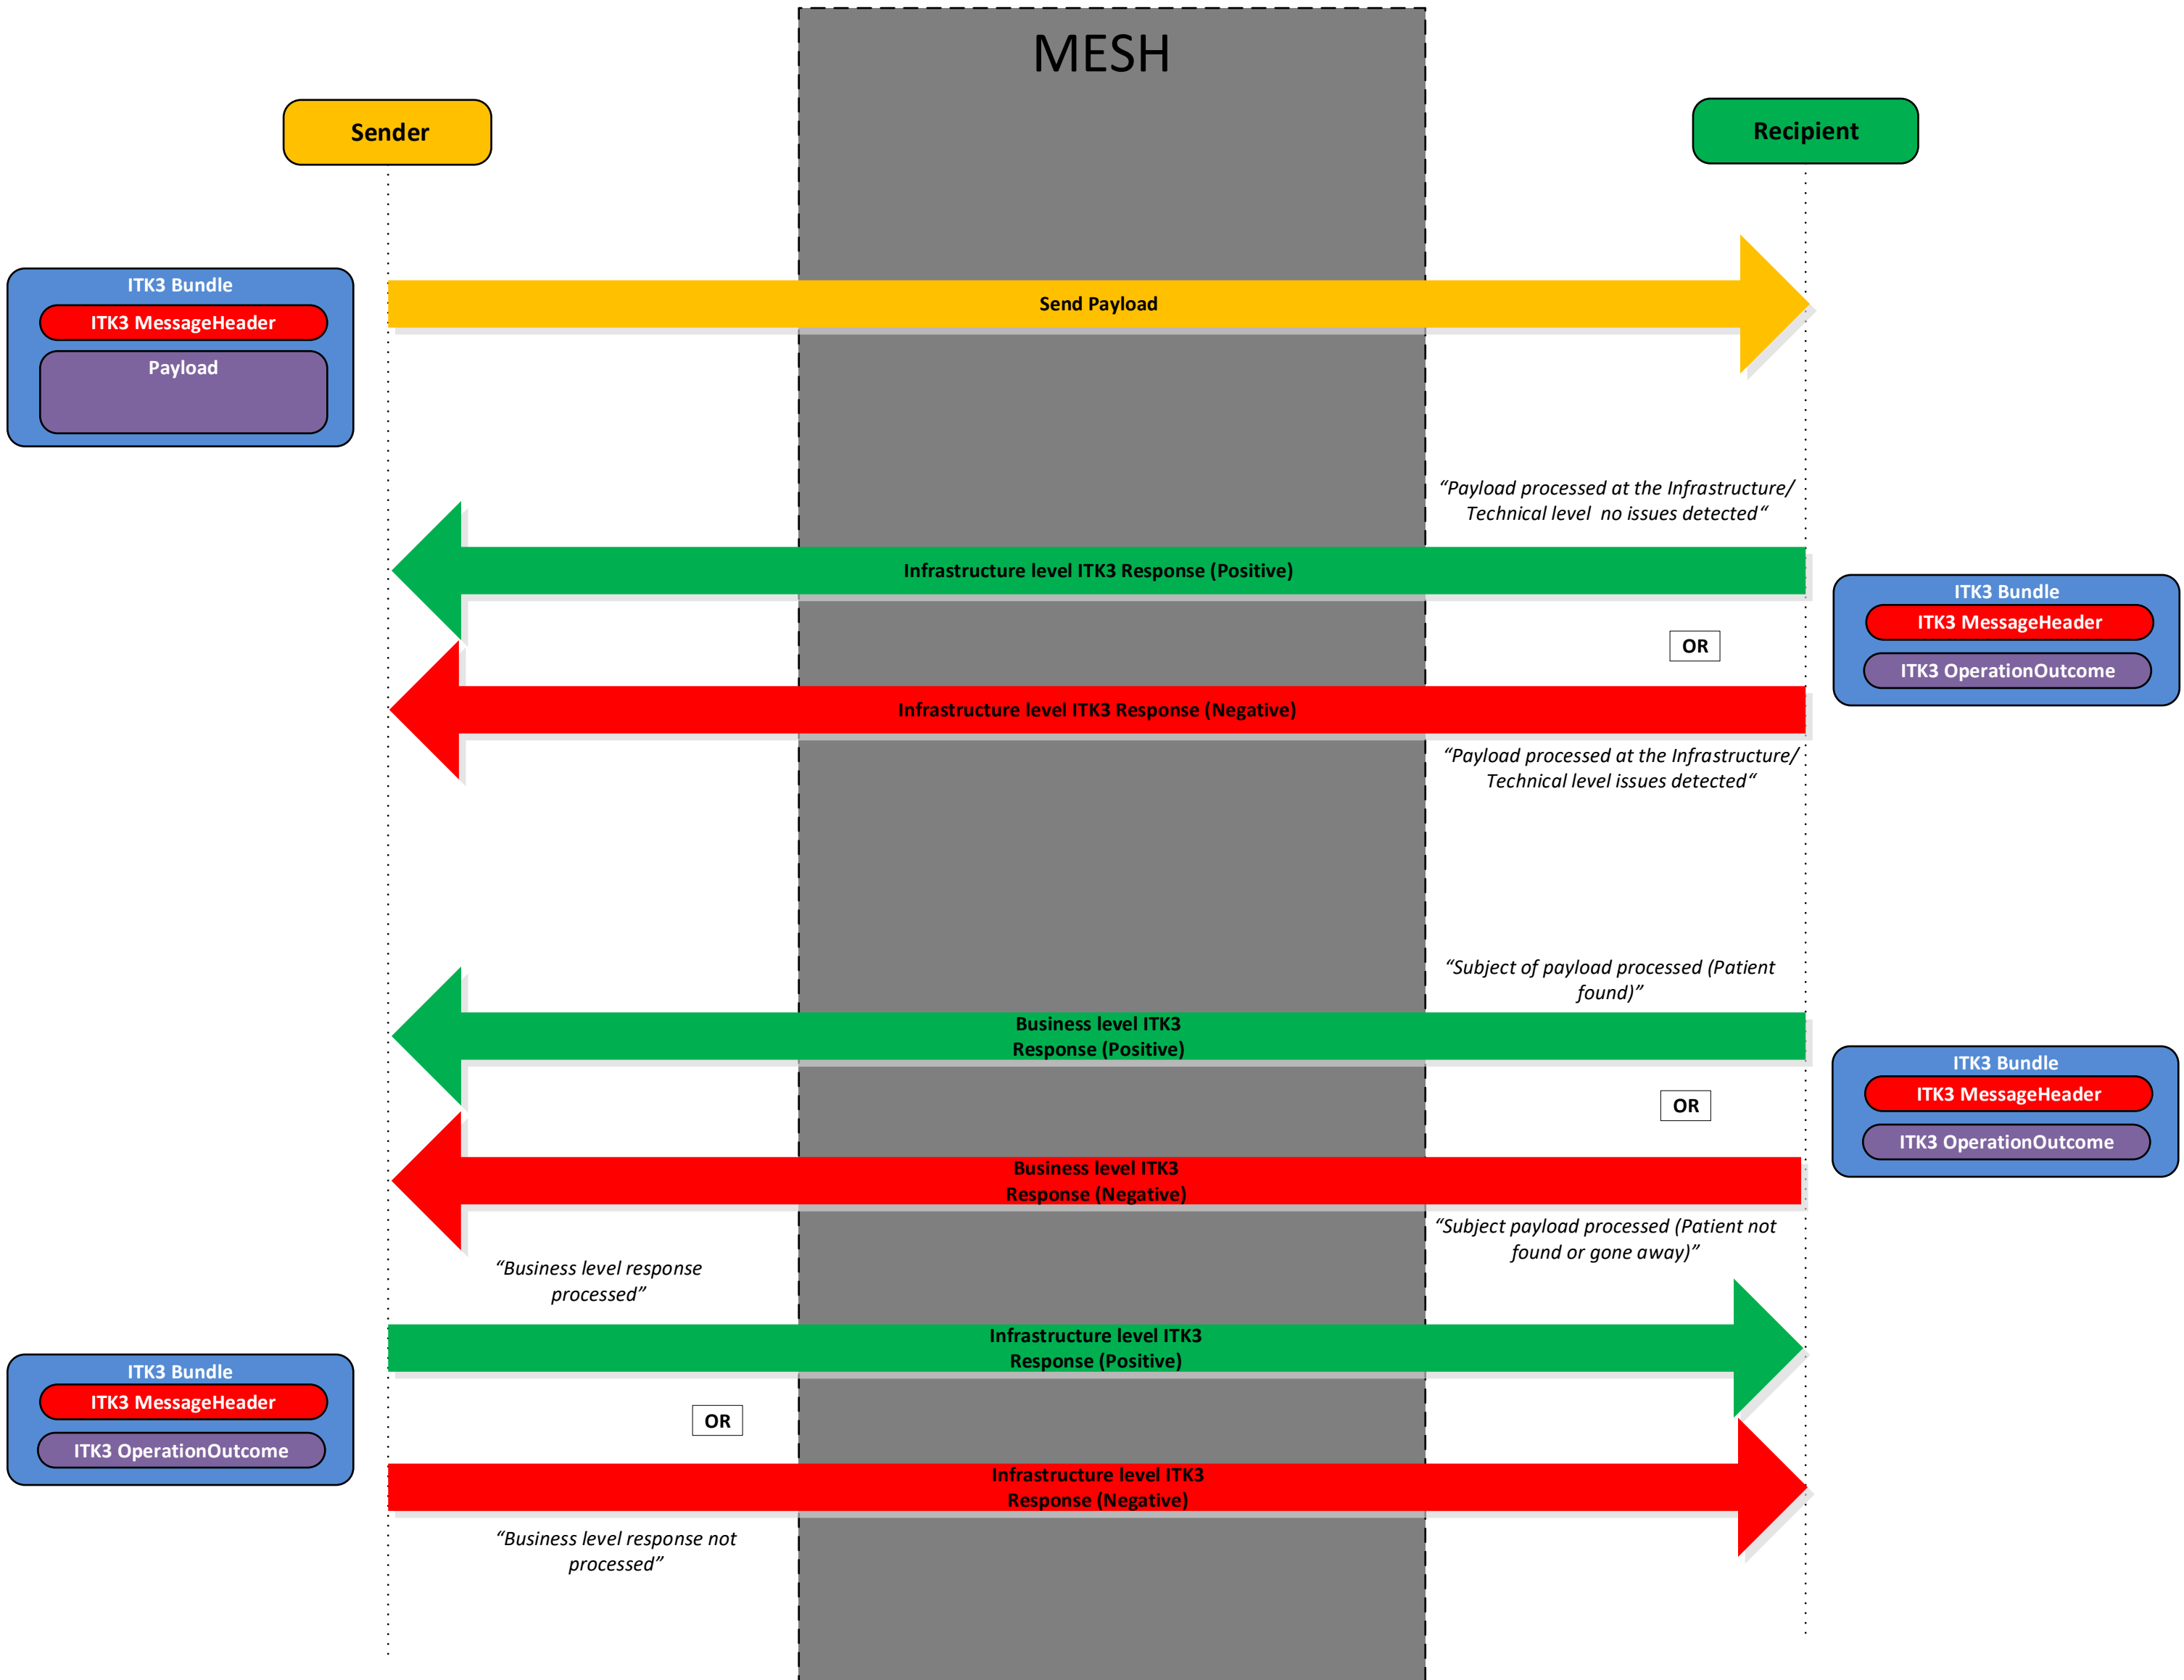 MESH
Sender
Recipient
ITK3 Bundle
ITK3 MessageHeader
Payload
Send Payload
“Payload processed at the Infrastructure/
Technical level  no issues detected“
Infrastructure level ITK3 Response (Positive)
ITK3 Bundle
ITK3 MessageHeader
ITK3 OperationOutcome
OR
Infrastructure level ITK3 Response (Negative)
“Payload processed at the Infrastructure/
Technical level issues detected“
“Subject of payload processed (Patient
found)”
Business level ITK3
Response (Positive)
ITK3 Bundle
ITK3 MessageHeader
ITK3 OperationOutcome
OR
Business level ITK3
Response (Negative)
“Subject payload processed (Patient not
found or gone away)”
“Business level response
processed”
Infrastructure level ITK3
Response (Positive)
ITK3 Bundle
ITK3 MessageHeader
ITK3 OperationOutcome
OR
Infrastructure level ITK3
Response (Negative)
“Business level response not
processed”